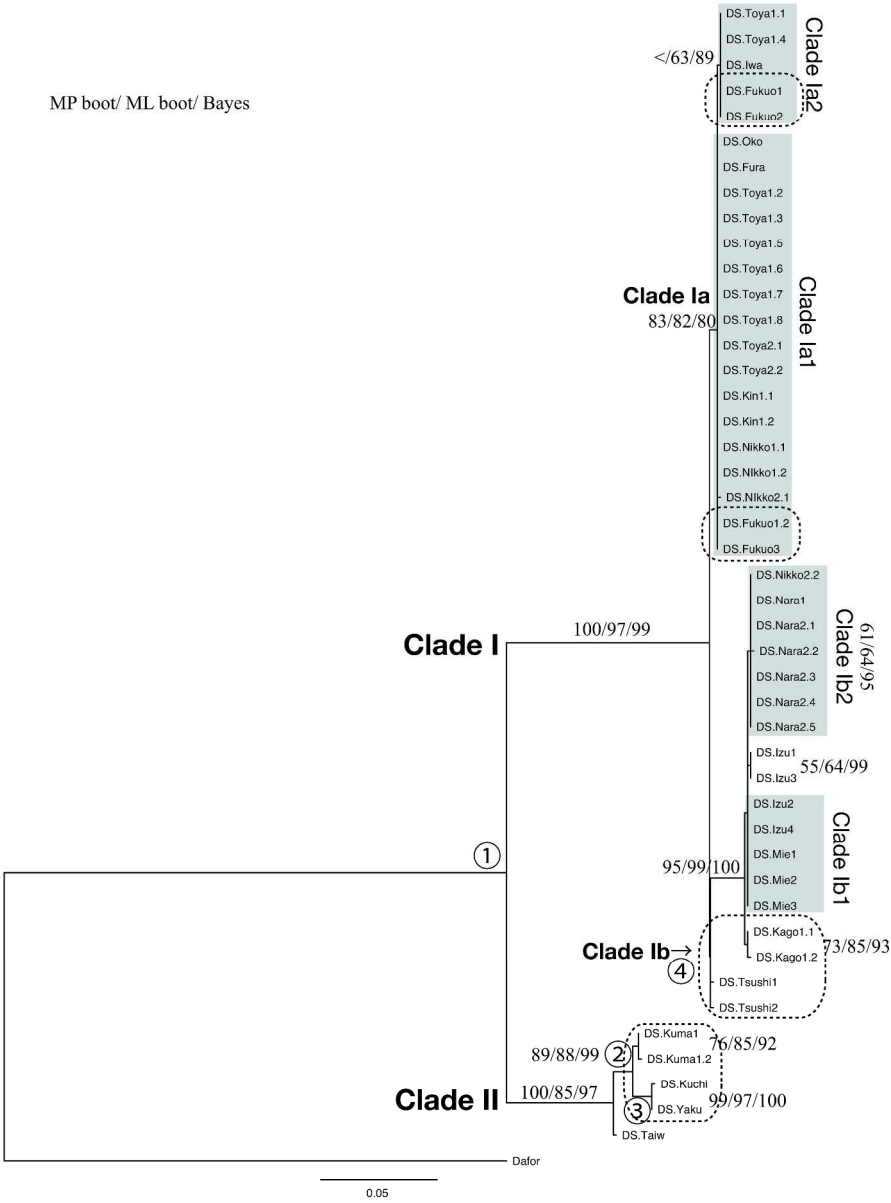 DS.Toya1.1
DS.Toya1.4
</63/89
DS.Iwa
DS.Fukuo1
DS.Fukuo2
Clade Ia2
MP boot/ ML boot/ Bayes
DS.Oko
DS.Fura
DS.Toya1.2
DS.Toya1.3
DS.Toya1.5
DS.Toya1.6
Clade Ia
DS.Toya1.7
83/82/80
DS.Toya1.8
DS.Toya2.1
DS.Toya2.2
DS.Kin1.1
DS.Kin1.2
DS.Nikko1.1
DS.NIkko1.2
DS.NIkko2.1
DS.Fukuo1.2
DS.Fukuo3
Clade Ia1
DS.Nikko2.2
DS.Nara1
DS.Nara2.1
DS.Nara2.2
DS.Nara2.3
DS.Nara2.4
DS.Nara2.5
Clade Ib2
61/64/95
Clade I
100/97/99
DS.Izu1
DS.Izu3
55/64/99
DS.Izu2
DS.Izu4
DS.Mie1
DS.Mie2
DS.Mie3
Clade Ib1
95/99/100
1
DS.Kago1.1
DS.Kago1.2
73/85/93
Clade Ib→
4
DS.Tsushi1
DS.Tsushi2
DS.Kuma1
DS.Kuma1.2
76/85/92
89/88/99
2
DS.Kuchi
DS.Yaku
99/97/100
3
Clade II
100/85/97
DS.Taiw
Dafor
0.05